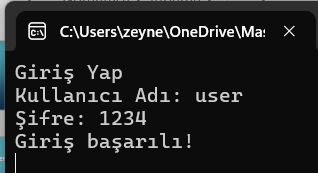 C:\Users\zeyne\OneDrive\Mas
Giriş Yap
Kullanıcı Adı: user
Şifre: 1234
Giriş başarılı!